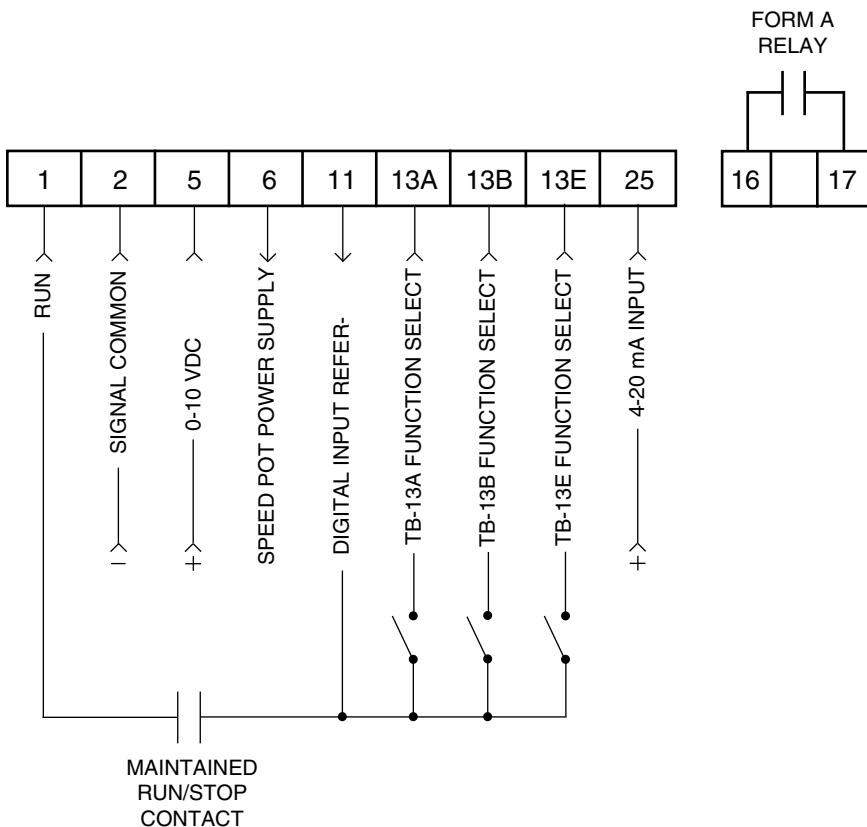 FORM A
RELAY
1 2 5 6 11 13A 13B 13E 25 16 17
RUN
SIGNAL COMMON
0-10 VDC
SPEED POT POWER SUPPLY
DIGITAL INPUT REFER-
TB-13A FUNCTION SELECT
TB-13B FUNCTION SELECT
TB-13E FUNCTION SELECT
4-20 mA INPUT
–
+
+
MAINTAINED
RUN/STOP
CONTACT